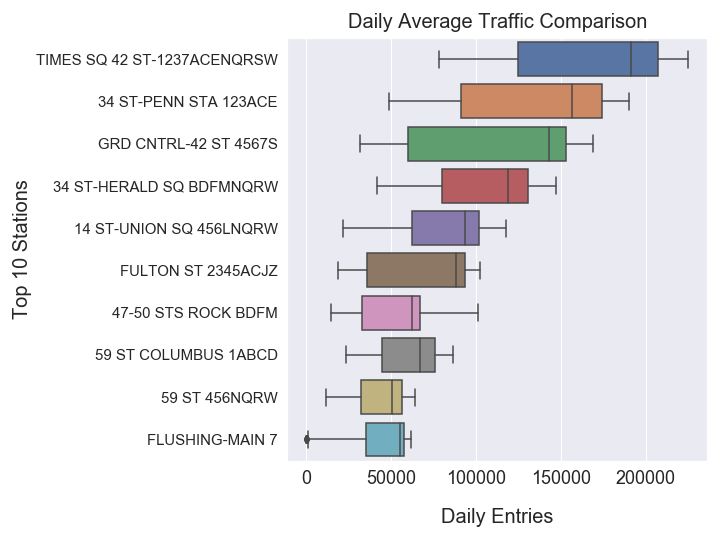 Daily Average Traffic Comparison
TIMES SQ 42 ST-1237ACENQRSW
34 ST-PENN STA 123ACE
GRD CNTRL-42 ST 4567S
34 ST-HERALD SQ BDFMNQRW
14 ST-UNION SQ 456LNQRW
FULTON ST 2345ACJZ
47-50 STS ROCK BDFM
59 ST COLUMBUS 1ABCD
59 ST 456NQRW
FLUSHING-MAIN 7
Top 10 Stations
0 50000 100000 150000 200000
Daily Entries